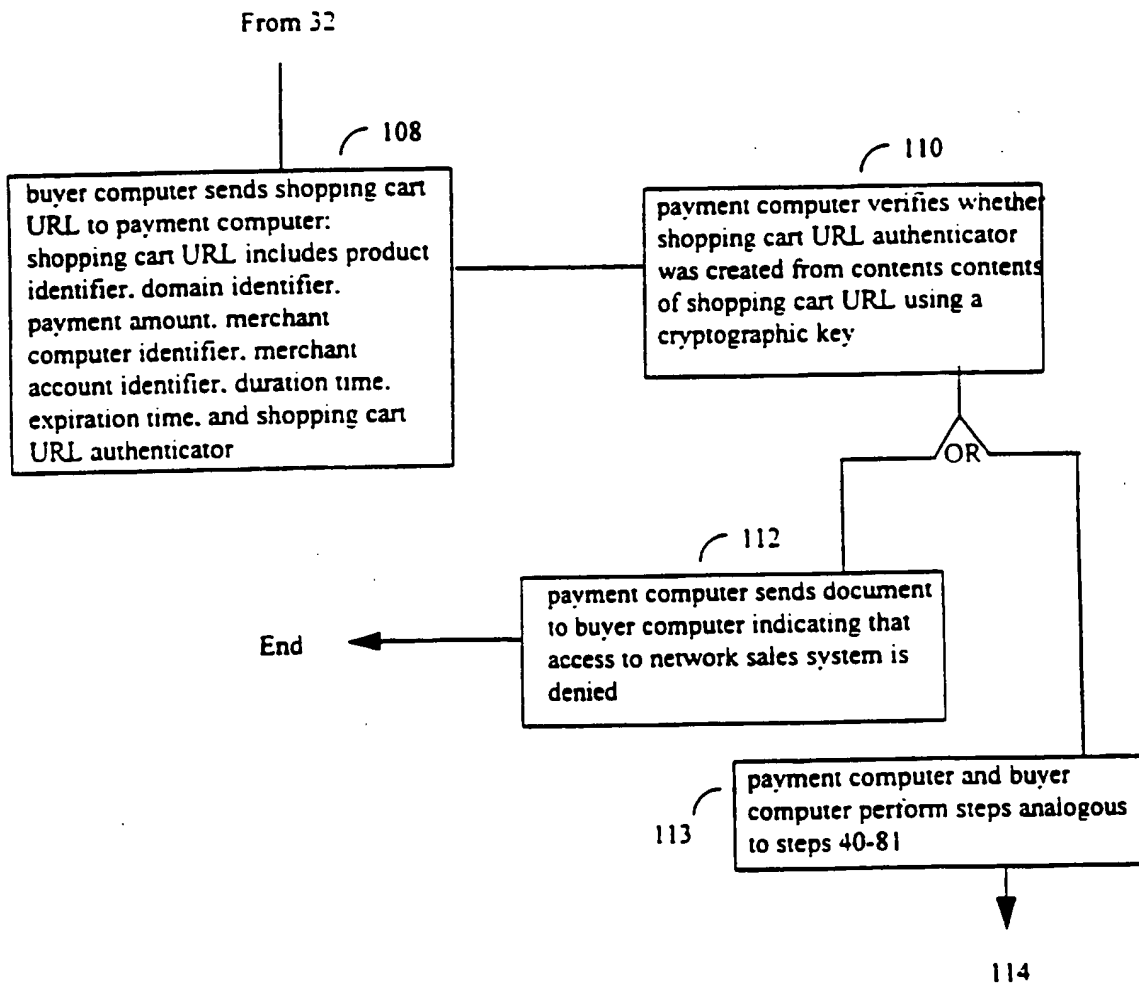 From 32
108
buyer computer sends shopping cart
URL to payment computer:
shopping cart URL includes product
identifier. domain identifier.
payment amount. merchant
computer identifier. merchant
account identifier. duration time.
expiration time. and shopping cart
URL authenticator
110
payment computer verifies whether
shopping cart URL authenticator
was created from contents contents
of shopping cart URL using a
cryptographic key
OR
112
payment computer sends document
to buyer computer indicating that
access to network sales system is
denied
End
113
payment computer and buyer
computer perform steps analogous
to steps 40-81
114